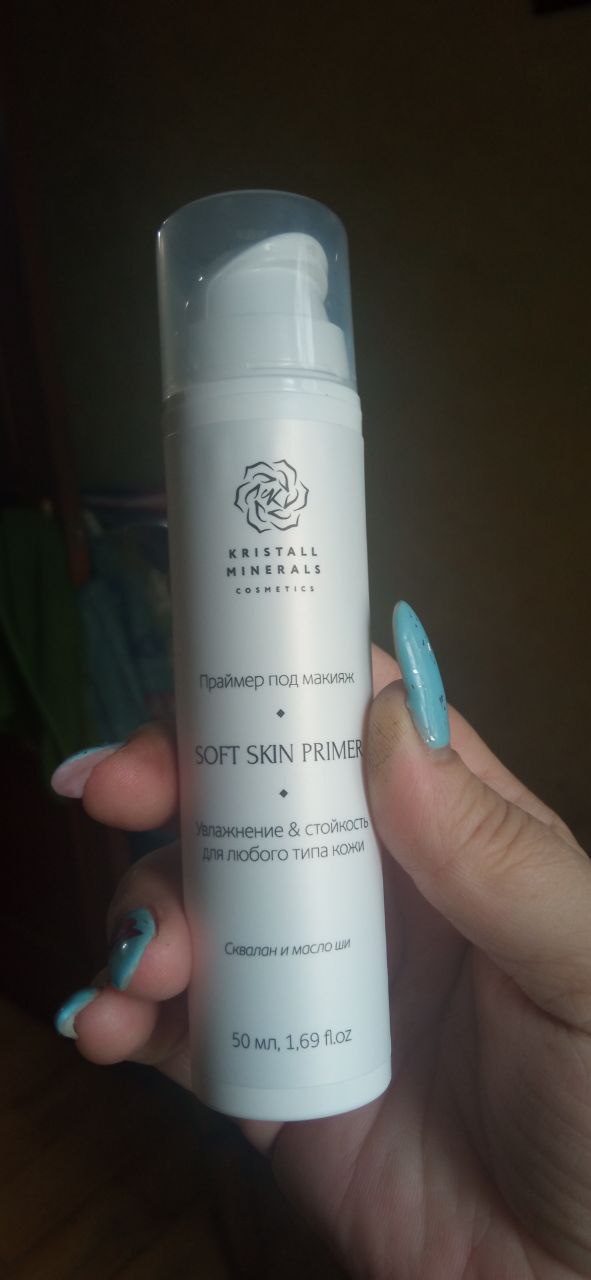 KRISTALL
MINERALS
COSMETICS
Праймер под макияж
SOFT SKIN PRIMER
Увлажнение & стойкость
для любого типа кожи
Сквалан и масло ши
50 мл, 1,69 fl.oz